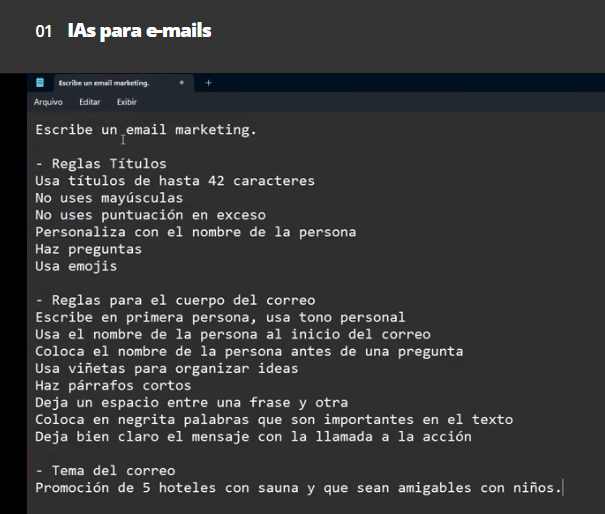 01 IAs para e-mails
Escribe un email marketing.
Arquivo Editar Exibir
Escribe un email marketing.
- Reglas Títulos
Usa títulos de hasta 42 caracteres
No uses mayúsculas
No uses puntuación en exceso
Personaliza con el nombre de la persona
Haz preguntas
Usa emojis
- Reglas para el cuerpo del correo
Escribe en primera persona, usa tono personal
Usa el nombre de la persona al inicio del correo
Coloca el nombre de la persona antes de una pregunta
Usa viñetas para organizar ideas
Haz párrafos cortos
Deja un espacio entre una frase y otra
Coloca en negrita palabras que son importantes en el texto
Deja bien claro el mensaje con la llamada a la acción
- Tema del correo
Promoción de 5 hoteles con sauna y que sean amigables con niños.